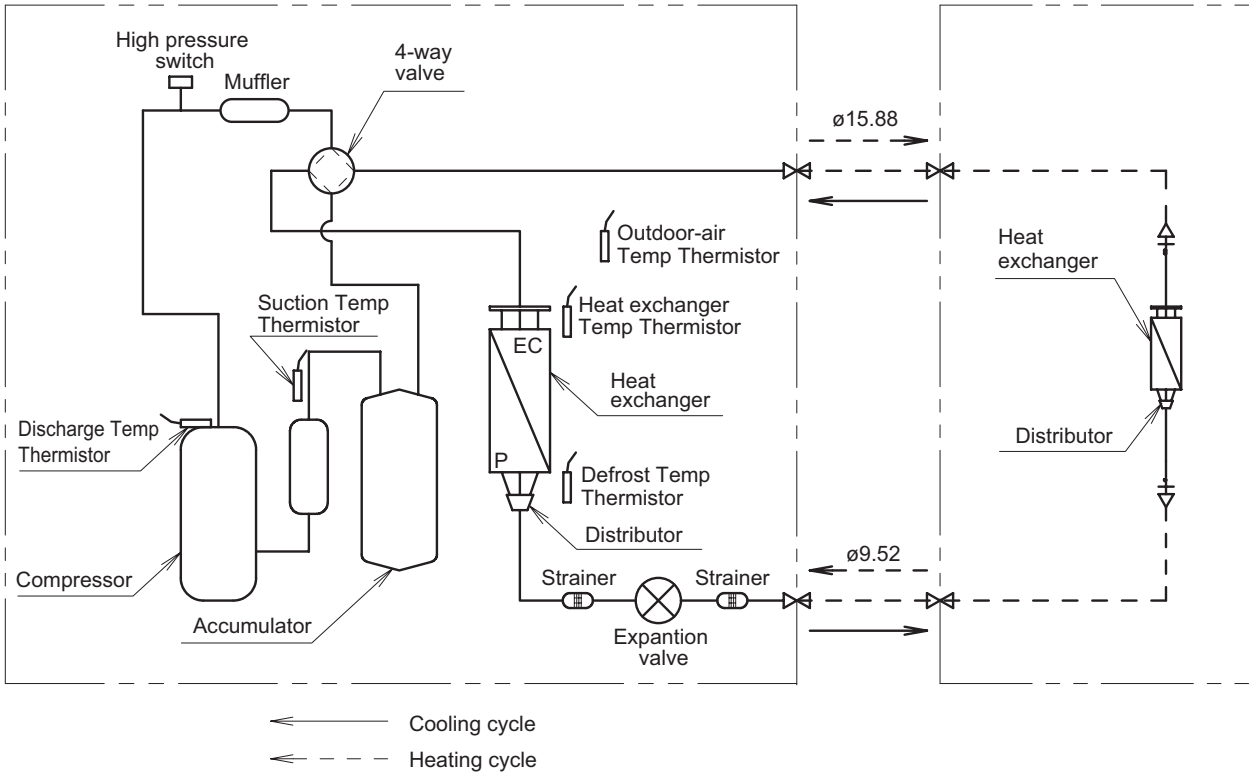 High pressure
switch
Muffler
4-way
valve
ø15.88
Outdoor-air
Temp Thermistor
Heat
exchanger
Suction Temp
Thermistor
Heat exchanger
Temp Thermistor
EC
Heat
exchanger
Discharge Temp
Thermistor
Distributor
P
Defrost Temp
Thermistor
Distributor
ø9.52
Compressor
Strainer
Strainer
Accumulator
Expantion
valve
Cooling cycle
Heating cycle